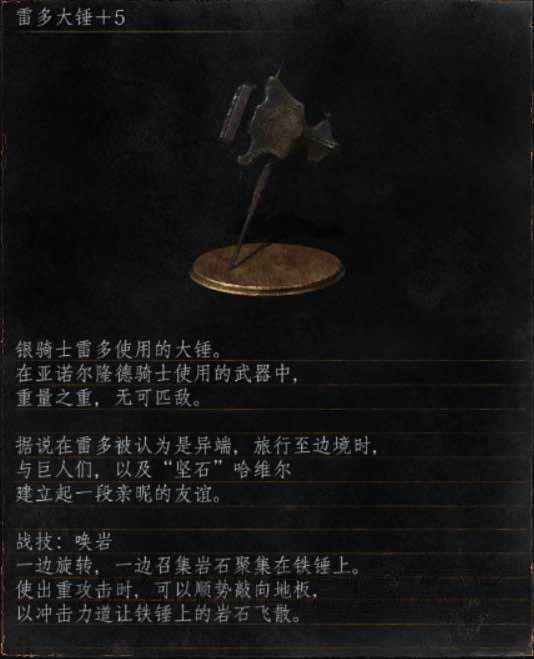 雷多大锤+5
银骑士雷多使用的大锤。
在亚诺尔隆德骑士使用的武器中，
重量之重，无可匹敌。
据说在雷多被认为是异端，旅行至边境时，
与巨人们，以及“坚石”哈维尔
建立起一段亲昵的友谊。
战技：唤岩
一边旋转，一边召集岩石聚集在铁锤上。
使出重攻击时，可以顺势敲向地板，
以冲击力道让铁锤上的岩石飞散。